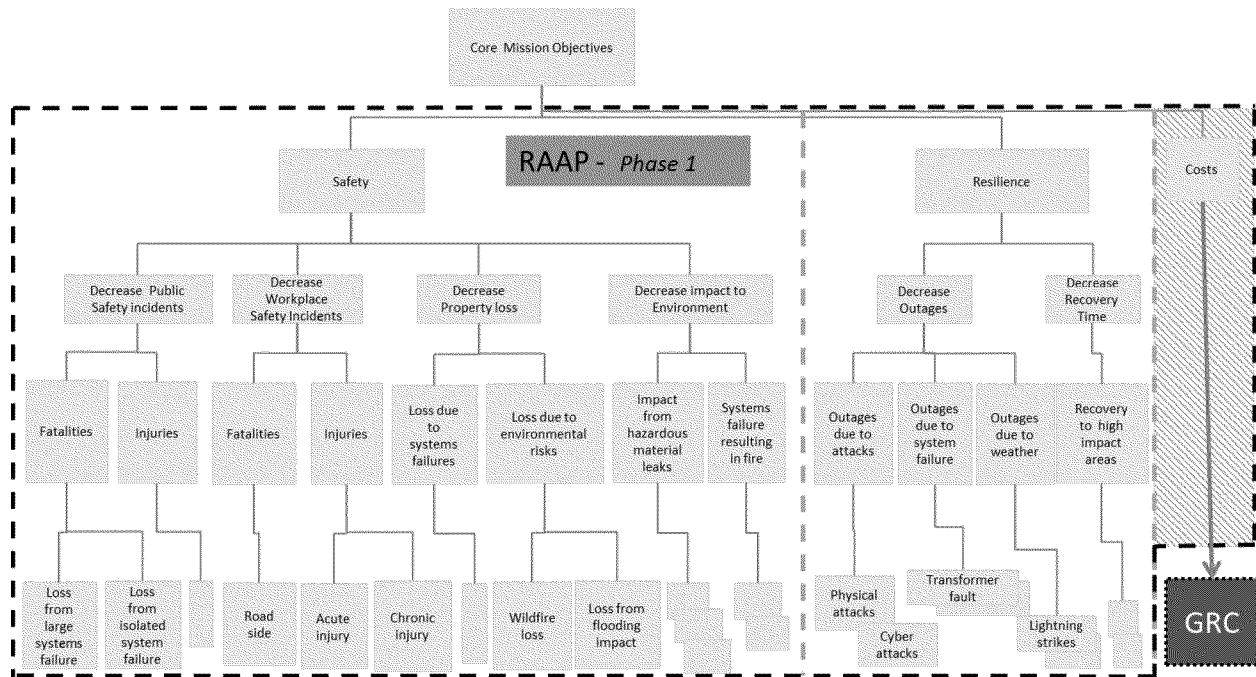 Core Mission Objectives
RAAP - Phase 1
Safety
Resilience
Costs
Decrease Public
Safety incidents
Decrease
Workplace
Safety Incidents
Decrease
Property loss
Decrease impact to
Environment
Decrease
Outages
Decrease
Recovery
Time
Fatalities
Injuries
Fatalities
Injuries
Loss due
to
systems
failures
Loss due to
environmental
risks
Impact
from
hazardous
material
leaks
Systems
failure
resulting
in fire
Outages
due to
attacks
Outages
due to
system
failure
Outages
due to
weather
Recovery
to high
impact
areas
Loss
from
large
systems
failure
Loss
from
isolated
system
failure
Road
side
Acute
injury
Chronic
injury
Wildfire
loss
Loss from
flooding
impact
Physical
attacks
Cyber
attacks
Transformer
fault
Lightning
strikes
GRC